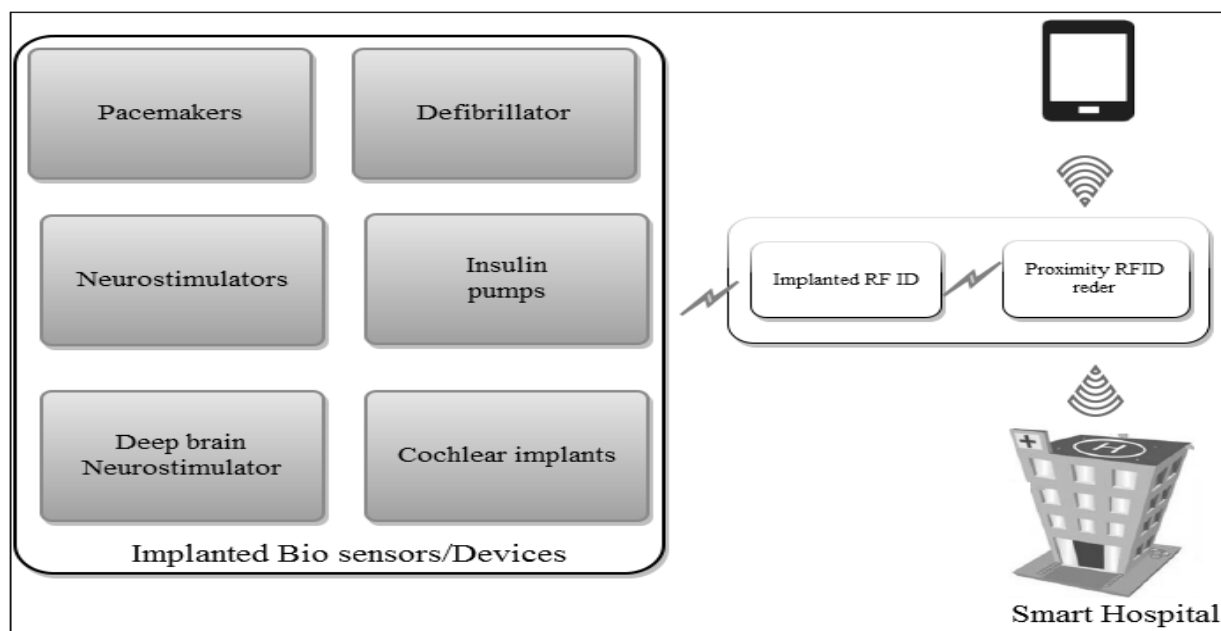 Pacemakers
Defibrillator
Neurostimulators
Insulin
pumps
Deep brain
Neurostimulator
Cochlear implants
Implanted Bio sensors/Devices
Implanted RF ID
Proximity RFID
reder
H
Smart Hospital